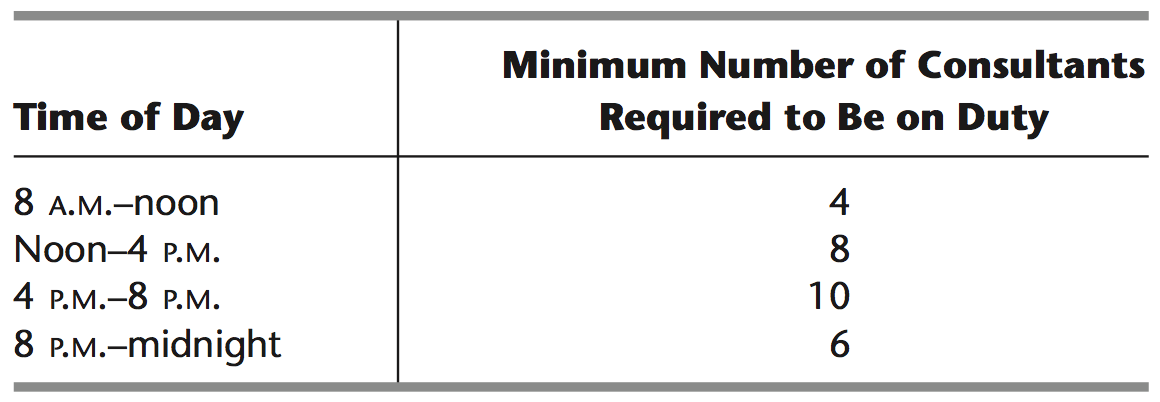 Time of Day | Minimum Number of Consultants
Required to Be on Duty
8 A.M.–noon 4
Noon–4 P.M. 8
4 P.M.–8 P.M. 10
8 P.M.–midnight 6